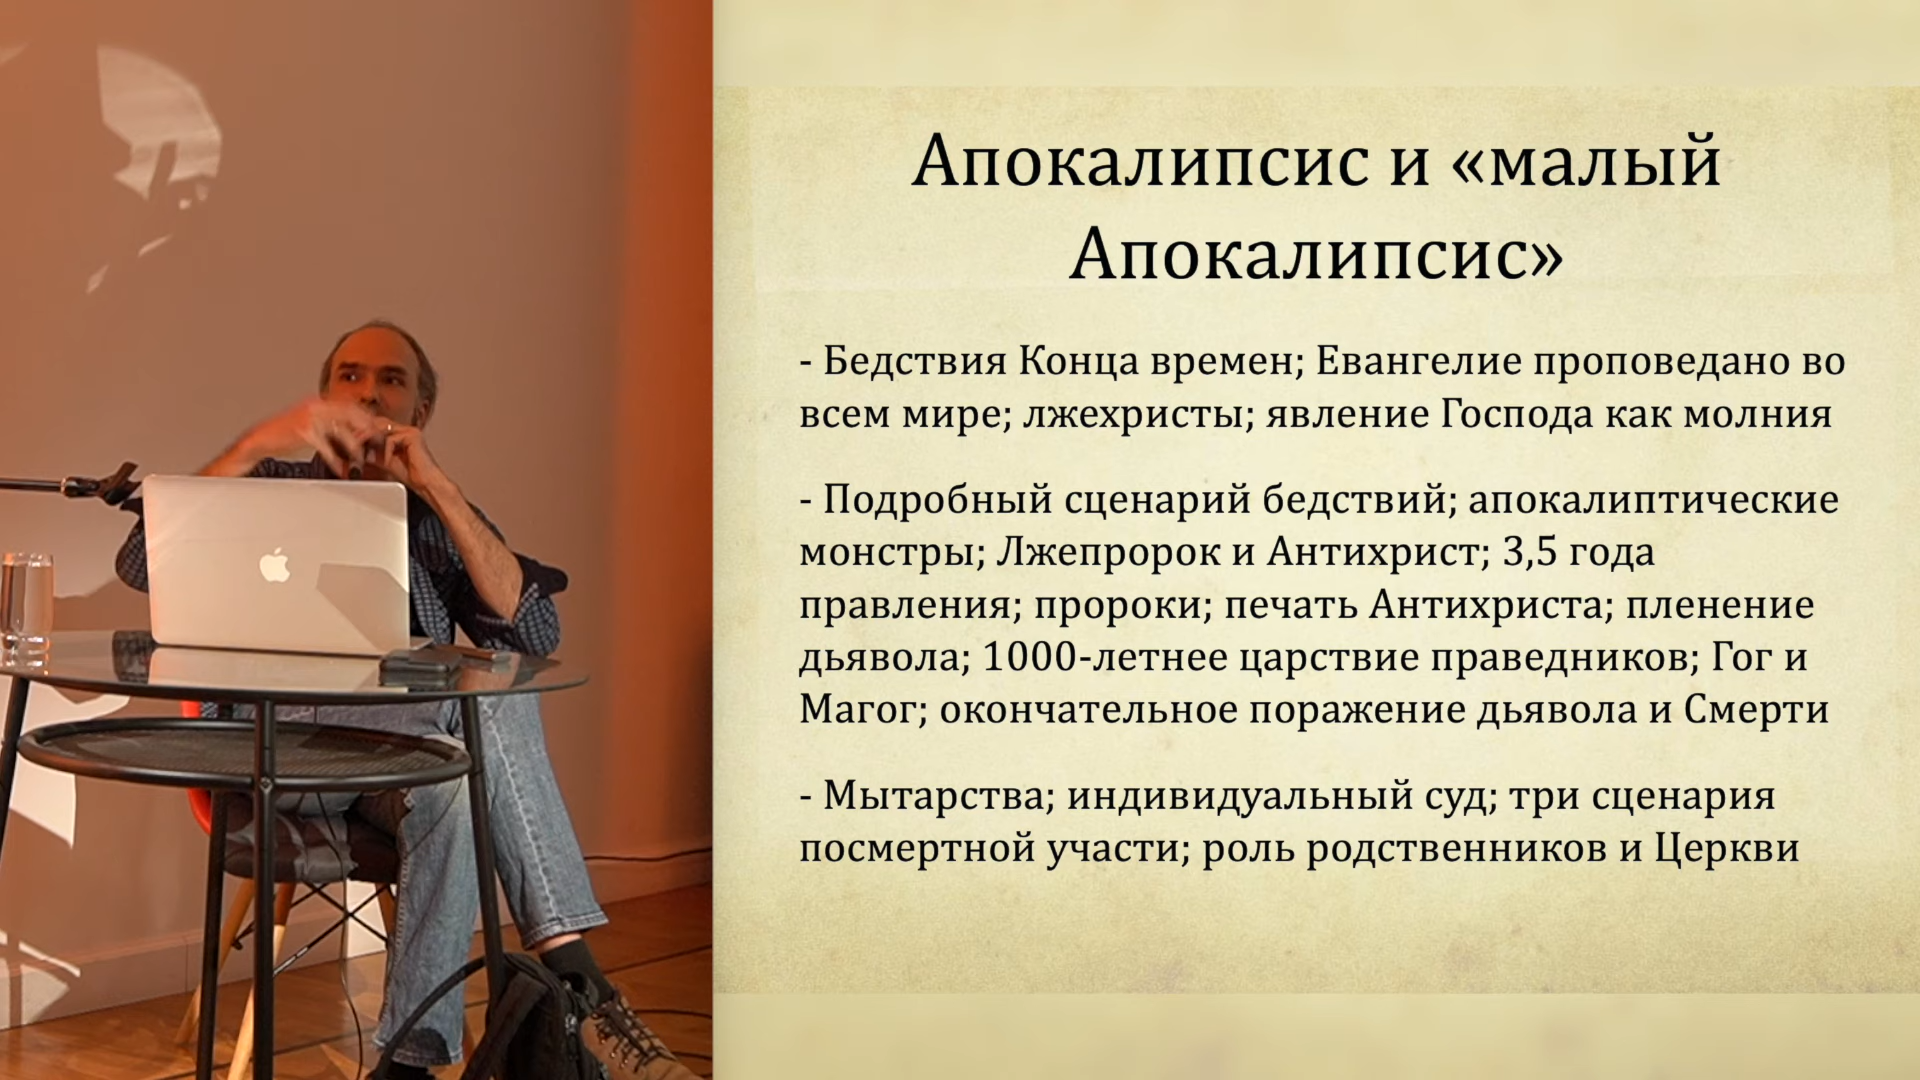 Апокалипсис и «малый
Апокалипсис»
- Бедствия Конца времен; Евангелие проповедано во
всем мире; лжехристы; явление Господа как молния
- Подробный сценарий бедствий; апокалиптические
монстры; Лжепророк и Антихрист; 3,5 года
правления; пророки; печать Антихриста; пленение
дьявола; 1000-летнее царствие праведников; Гог и
Магог; окончательное поражение дьявола и Смерти
- Мытарства; индивидуальный суд; три сценария
посмертной участи; роль родственников и Церкви